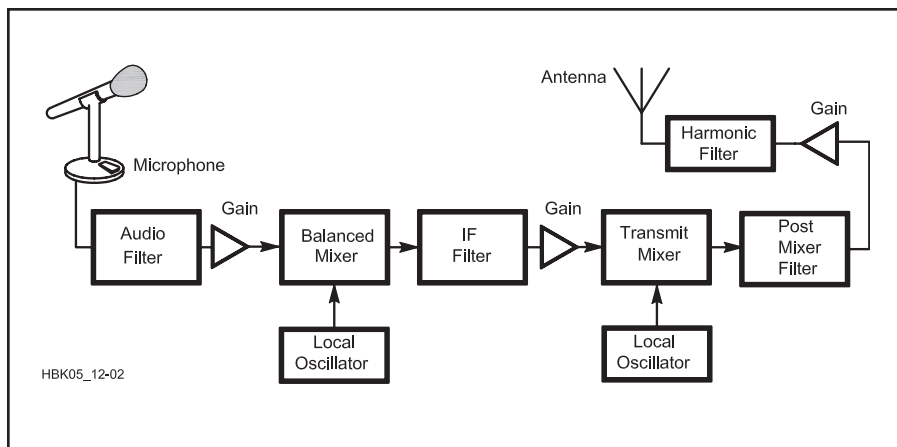 Antenna
Gain
Harmonic
Filter
Microphone
Gain
Gain
Audio
Filter
Balanced
Mixer
IF
Filter
Transmit
Mixer
Post
Mixer
Filter
Local
Oscillator
Local
Oscillator
HBK05_12-02